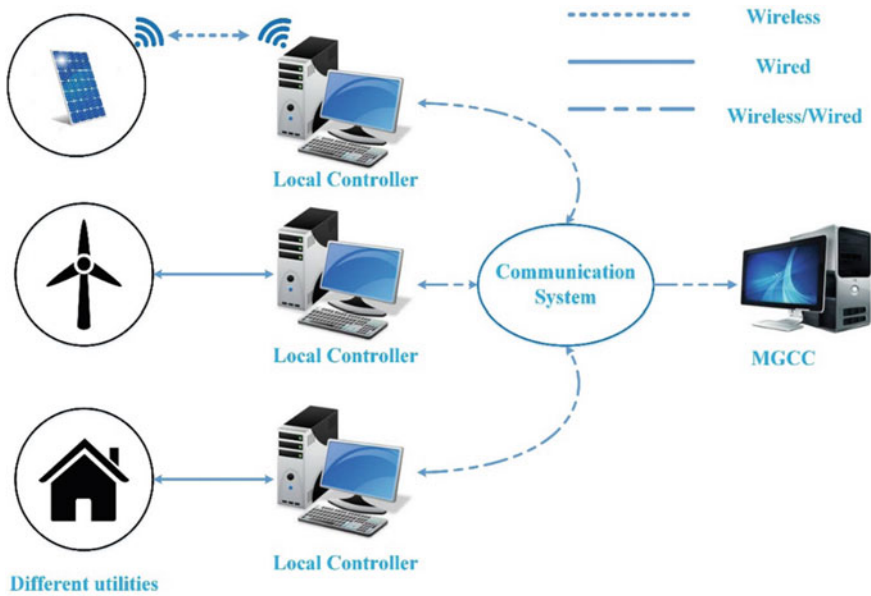 Wireless
Wired
Wireless/Wired
Local Controller
Local Controller
Communication
System
MGCC
Local Controller
Different utilities